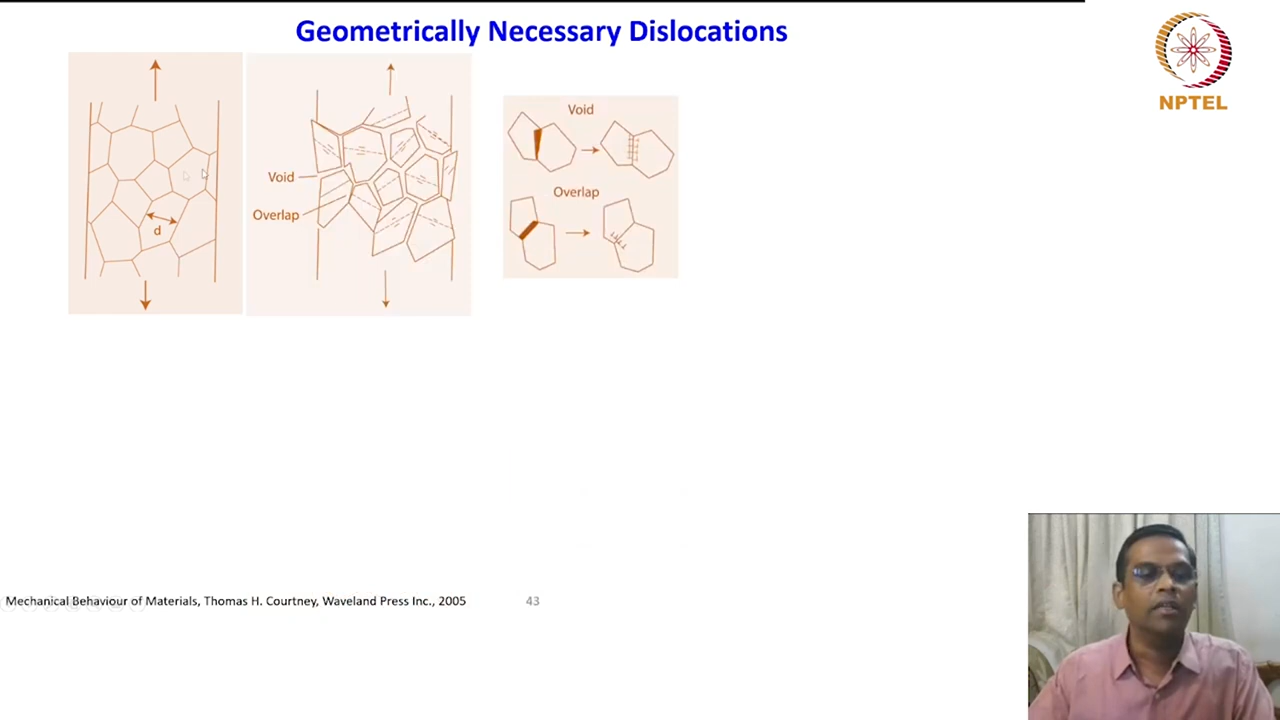 Geometrically Necessary Dislocations
NPTEL
Void
Overlap
d
Void
Overlap
Mechanical Behaviour of Materials, Thomas H. Courtney, Waveland Press Inc., 2005
43